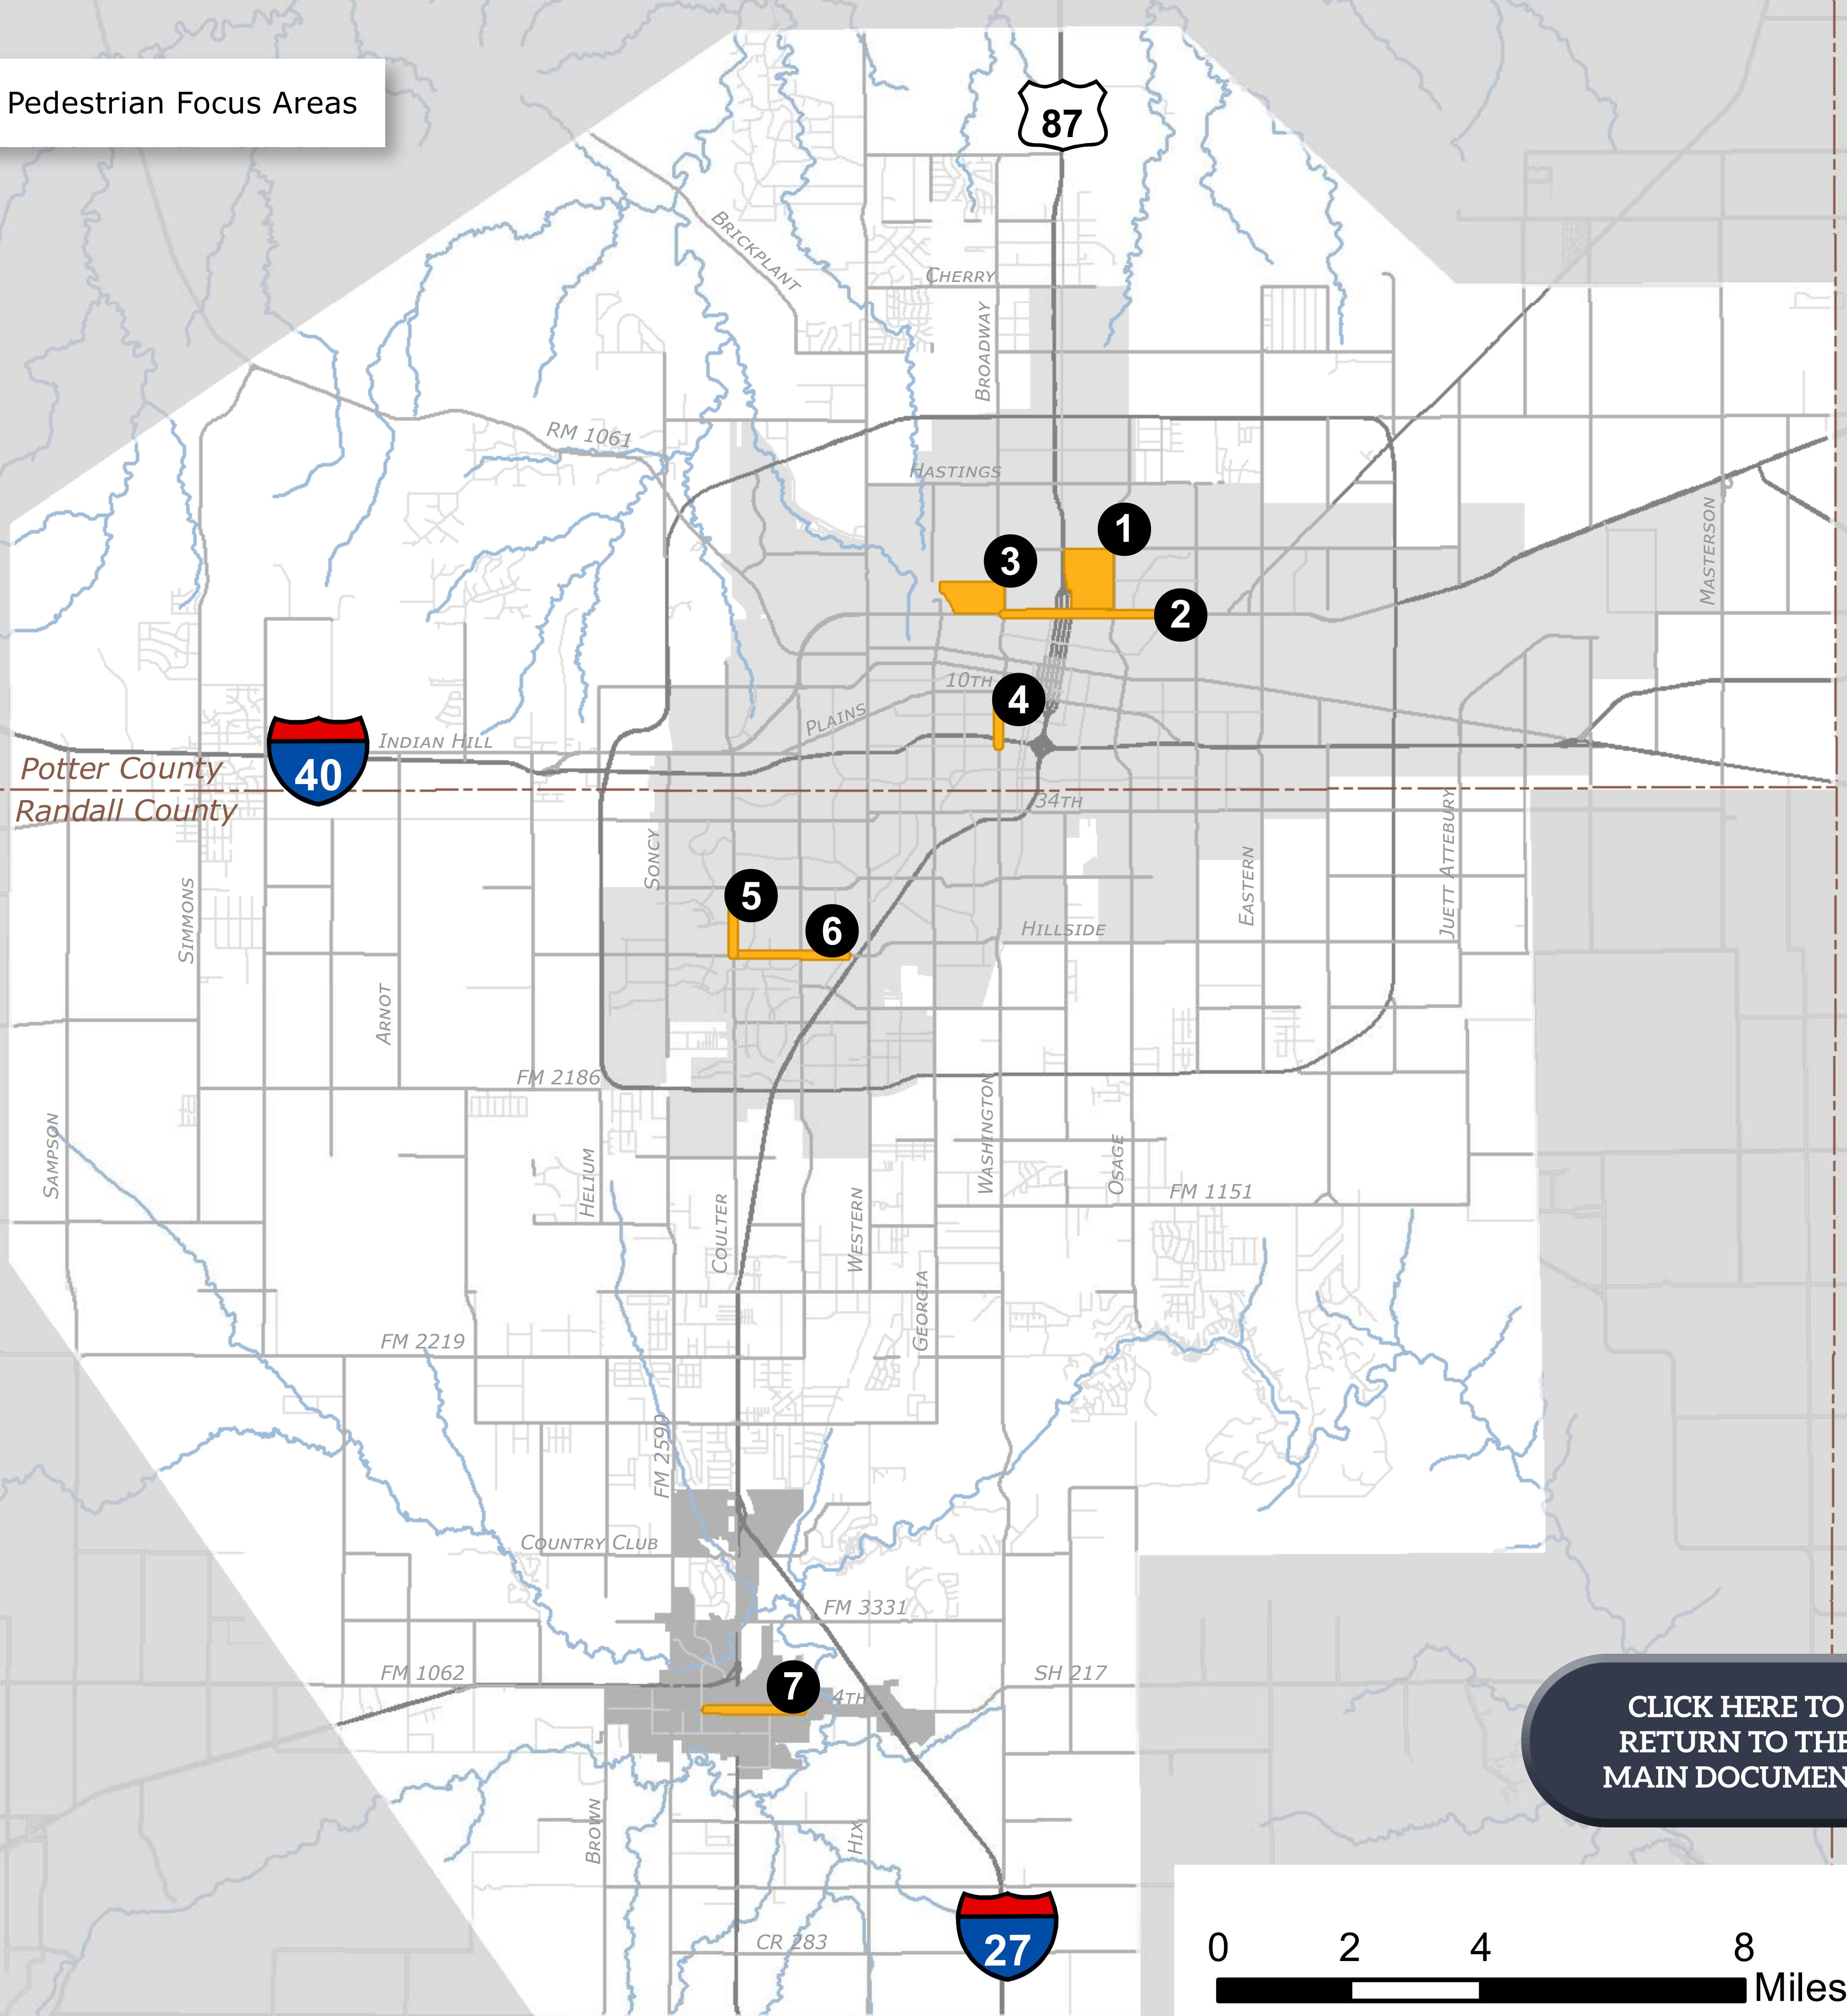 Pedestrian Focus Areas
87
BRICKPLANT
CHERRY
BROADWAY
RM 1061
HASTINGS
MASTERSON
1
3
2
10TH
4
PLAINS
INDIAN HILL
40
Potter County
Randall County
34TH
SONCY
JUETT ATTEBURY
EASTERN
SIMMONS
5
6
HILLSIDE
ARNOT
FM 2186
WASHINGTON
SAMPSON
HELIUM
OSAGE
FM 1151
COULTER
WESTERN
GEORGIA
FM 2219
FM 2590
COUNTRY CLUB
FM 3331
FM 1062
7
4TH
SH 217
CLICK HERE TO
RETURN TO THE
MAIN DOCUMEN
BROWN
HIX
CR 283
27
0 2 4 8
Miles